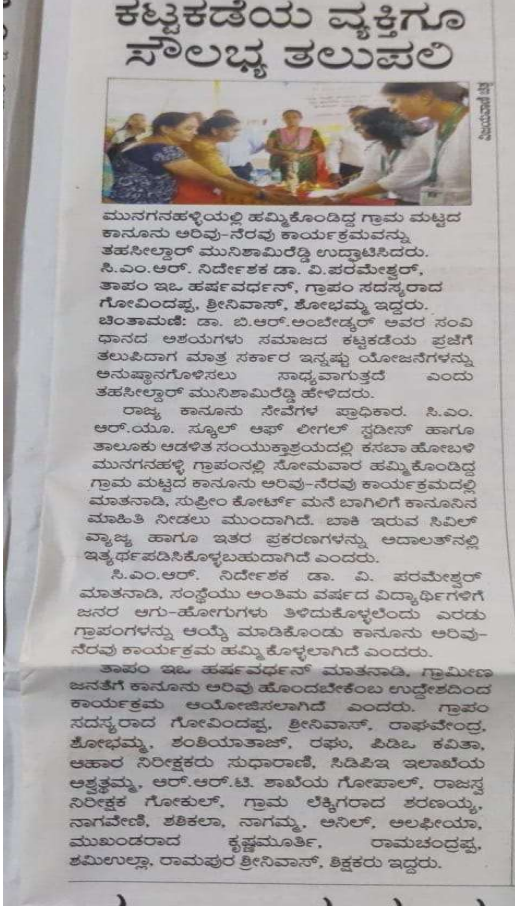 ಕಟ್ಟಕಡೆಯ ವ್ಯಕ್ತಿಗೂ
ಸೌಲಭ್ಯ ತಲುಪಲಿ
ವಿಜಯವಾಣಿ ಚಿತ್ರ
ಮುನಗನಹಳ್ಳಿಯಲ್ಲಿ ಹಮ್ಮಿಕೊಂಡಿದ್ದ ಗ್ರಾಮ ಮಟ್ಟದ
ಕಾನೂನು ಅರಿವು-ನೆರವು ಕಾರ್ಯಕ್ರಮವನ್ನು
ತಹಸೀಲ್ದಾರ್ ಮುನಿಶಾಮಿರೆಡ್ಡಿ ಉದ್ಘಾಟಿಸಿದರು.
ಸಿ.ಎಂ.ಆರ್. ನಿರ್ದೇಶಕ ಡಾ. ವಿ.ಪರಮೇಶ್ವರ್,
ತಾಪಂ ಇಒ ಹರ್ಷವರ್ಧನ್, ಗ್ರಾಪಂ ಸದಸ್ಯರಾದ
ಗೋವಿಂದಪ್ಪ, ಶ್ರೀನಿವಾಸ್, ಶೋಭಮ್ಮ ಇದ್ದರು.
ಚಿಂತಾಮಣಿ: ಡಾ. ಬಿ.ಆರ್.ಅಂಬೇಡ್ಕರ್ ಅವರ ಸಂವಿ
ಧಾನದ ಆಶಯಗಳು ಸಮಾಜದ ಕಟ್ಟಕಡೆಯ ಪ್ರಜೆಗೆ
ತಲುಪಿದಾಗ ಮಾತ್ರ ಸರ್ಕಾರ ಇನ್ನಷ್ಟು ಯೋಜನೆಗಳನ್ನು
ಅನುಷ್ಠಾನಗೊಳಿಸಲು ಸಾಧ್ಯವಾಗುತ್ತದೆ ಎಂದು
ತಹಸೀಲ್ದಾರ್ ಮುನಿಶಾಮಿರೆಡ್ಡಿ ಹೇಳಿದರು.
ರಾಜ್ಯ ಕಾನೂನು ಸೇವೆಗಳ ಪ್ರಾಧಿಕಾರ. ಸಿ.ಎಂ.
ಆರ್.ಯೂ. ಸ್ಕೂಲ್ ಆಫ್ ಲೀಗಲ್ ಸ್ಟಡೀಸ್ ಹಾಗೂ
ತಾಲೂಕು ಆಡಳಿತ ಸಂಯುಕ್ತಾಶ್ರಯದಲ್ಲಿ ಕಸಬಾ ಹೋಬಳಿ
ಮುನಗನಹಳ್ಳಿ ಗ್ರಾಪಂನಲ್ಲಿ ಸೋಮವಾರ ಹಮ್ಮಿಕೊಂಡಿದ್ದ
ಗ್ರಾಮ ಮಟ್ಟದ ಕಾನೂನು ಅರಿವು-ನೆರವು ಕಾರ್ಯಕ್ರಮದಲ್ಲಿ
ಮಾತನಾಡಿ, ಸುಪ್ರೀಂ ಕೋರ್ಟ್ ಮನೆ ಬಾಗಿಲಿಗೆ ಕಾನೂನಿನ
ಮಾಹಿತಿ ನೀಡಲು ಮುಂದಾಗಿದೆ. ಬಾಕಿ ಇರುವ ಸಿವಿಲ್
ವ್ಯಾಜ್ಯ ಹಾಗೂ ಇತರ ಪ್ರಕರಣಗಳನ್ನು ಅದಾಲತ್‌ನಲ್ಲಿ
ಇತ್ಯರ್ಥಪಡಿಸಿಕೊಳ್ಳಬಹುದಾಗಿದೆ ಎಂದರು.
ಸಿ.ಎಂ.ಆರ್. ನಿರ್ದೇಶಕ ಡಾ. ವಿ. ಪರಮೇಶ್ವರ್
ಮಾತನಾಡಿ, ಸಂಸ್ಥೆಯು ಅಂತಿಮ ವರ್ಷದ ವಿದ್ಯಾರ್ಥಿಗಳಿಗೆ
ಜನರ ಆಗು-ಹೋಗುಗಳು ತಿಳಿದುಕೊಳ್ಳಲೆಂದು ಎರಡು
ಗ್ರಾಪಂಗಳನ್ನು ಆಯ್ಕೆ ಮಾಡಿಕೊಂಡು ಕಾನೂನು ಅರಿವು-
ನೆರವು ಕಾರ್ಯಕ್ರಮ ಹಮ್ಮಿಕೊಳ್ಳಲಾಗಿದೆ ಎಂದರು.
ತಾಪಂ ಇಒ ಹರ್ಷವರ್ಧನ್ ಮಾತನಾಡಿ, ಗ್ರಾಮೀಣ
ಜನತೆಗೆ ಕಾನೂನು ಅರಿವು ಹೊಂದಬೇಕೆಂಬ ಉದ್ದೇಶದಿಂದ
ಕಾರ್ಯಕ್ರಮ ಆಯೋಜಿಸಲಾಗಿದೆ ಎಂದರು. ಗ್ರಾಪಂ
ಸದಸ್ಯರಾದ ಗೋವಿಂದಪ್ಪ, ಶ್ರೀನಿವಾಸ್, ರಾಘವೇಂದ್ರ,
ಶೋಭಮ್ಮ, ಶಂತಿಯಾತಾಜ್, ರಘು, ಪಿಡಿಒ ಕವಿತಾ,
ಆಹಾರ ನಿರೀಕ್ಷಕರು ಸುಧಾರಾಣಿ, ಸಿಡಿಪಿಇ ಇಲಾಖೆಯ
ಅಶ್ವತ್ಥಮ್ಮ, ಆರ್.ಆರ್.ಟಿ. ಶಾಖೆಯ ಗೋಪಾಲ್, ರಾಜಸ್ವ
ನಿರೀಕ್ಷಕ ಗೋಕುಲ್, ಗ್ರಾಮ ಲೆಕ್ಕಿಗರಾದ ಶರಣಯ್ಯ,
ನಾಗವೇಣಿ, ಶಶಿಕಲಾ, ನಾಗಮ್ಮ, ಅನಿಲ್, ಅಲಫೀಯಾ,
ಮುಖಂಡರಾದ ಕೃಷ್ಣಮೂರ್ತಿ, ರಾಮಚಂದ್ರಪ್ಪ,
ಶಮಿಉಲ್ಲಾ, ರಾಮಪುರ ಶ್ರೀನಿವಾಸ್, ಶಿಕ್ಷಕರು ಇದ್ದರು.